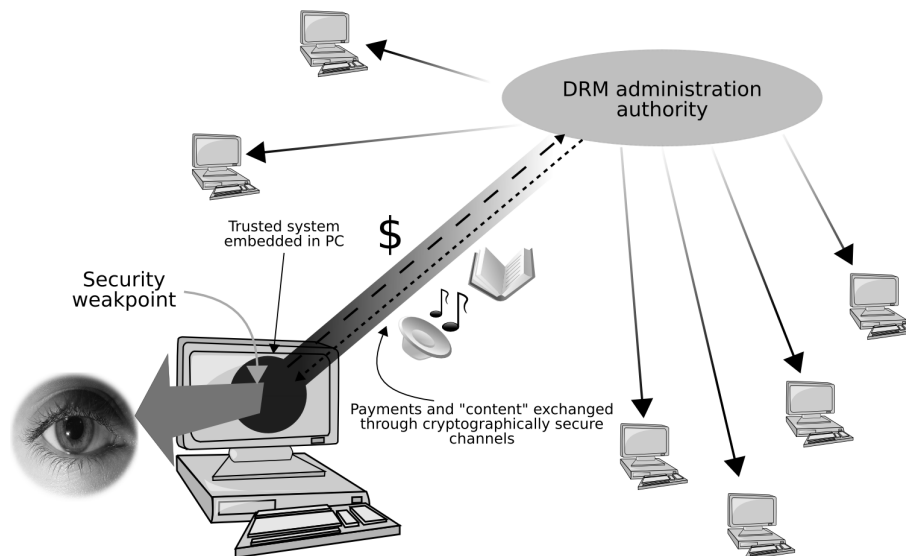 DRM administration
authority
Trusted system
embedded in PC
$
Security
weakpoint
Payments and "content" exchanged
through cryptographically secure
channels